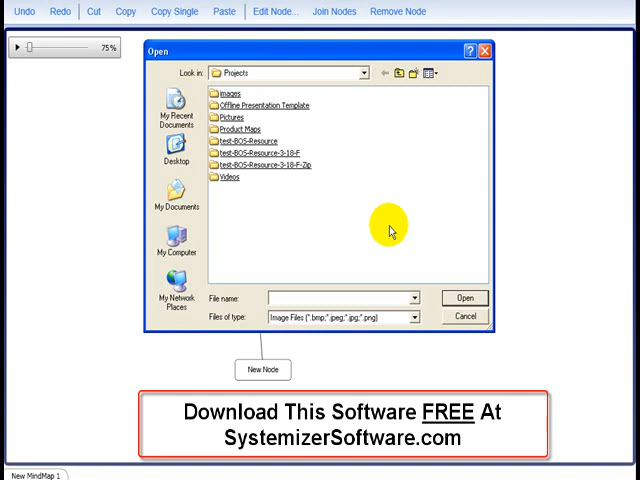 Undo Redo Cut Copy Copy Single Paste Edit Node... Join Nodes Remove Node
75%
Open
Look in: Projects
My Recent
Documents
Desktop
My Documents
My Computer
My Network
Places
images
Offline Presentation Template
Pictures
Product Maps
test-BOS-Resource
test-BOS-Resource-3-18-F
test-BOS-Resource-3-18-F-Zip
Videos
File name: Open
Files of type: Image Files (*.bmp;*.jpeg;*.jpg;*.png) Cancel
New Node
Download This Software FREE At
SystemizerSoftware.com
New MindMap 1